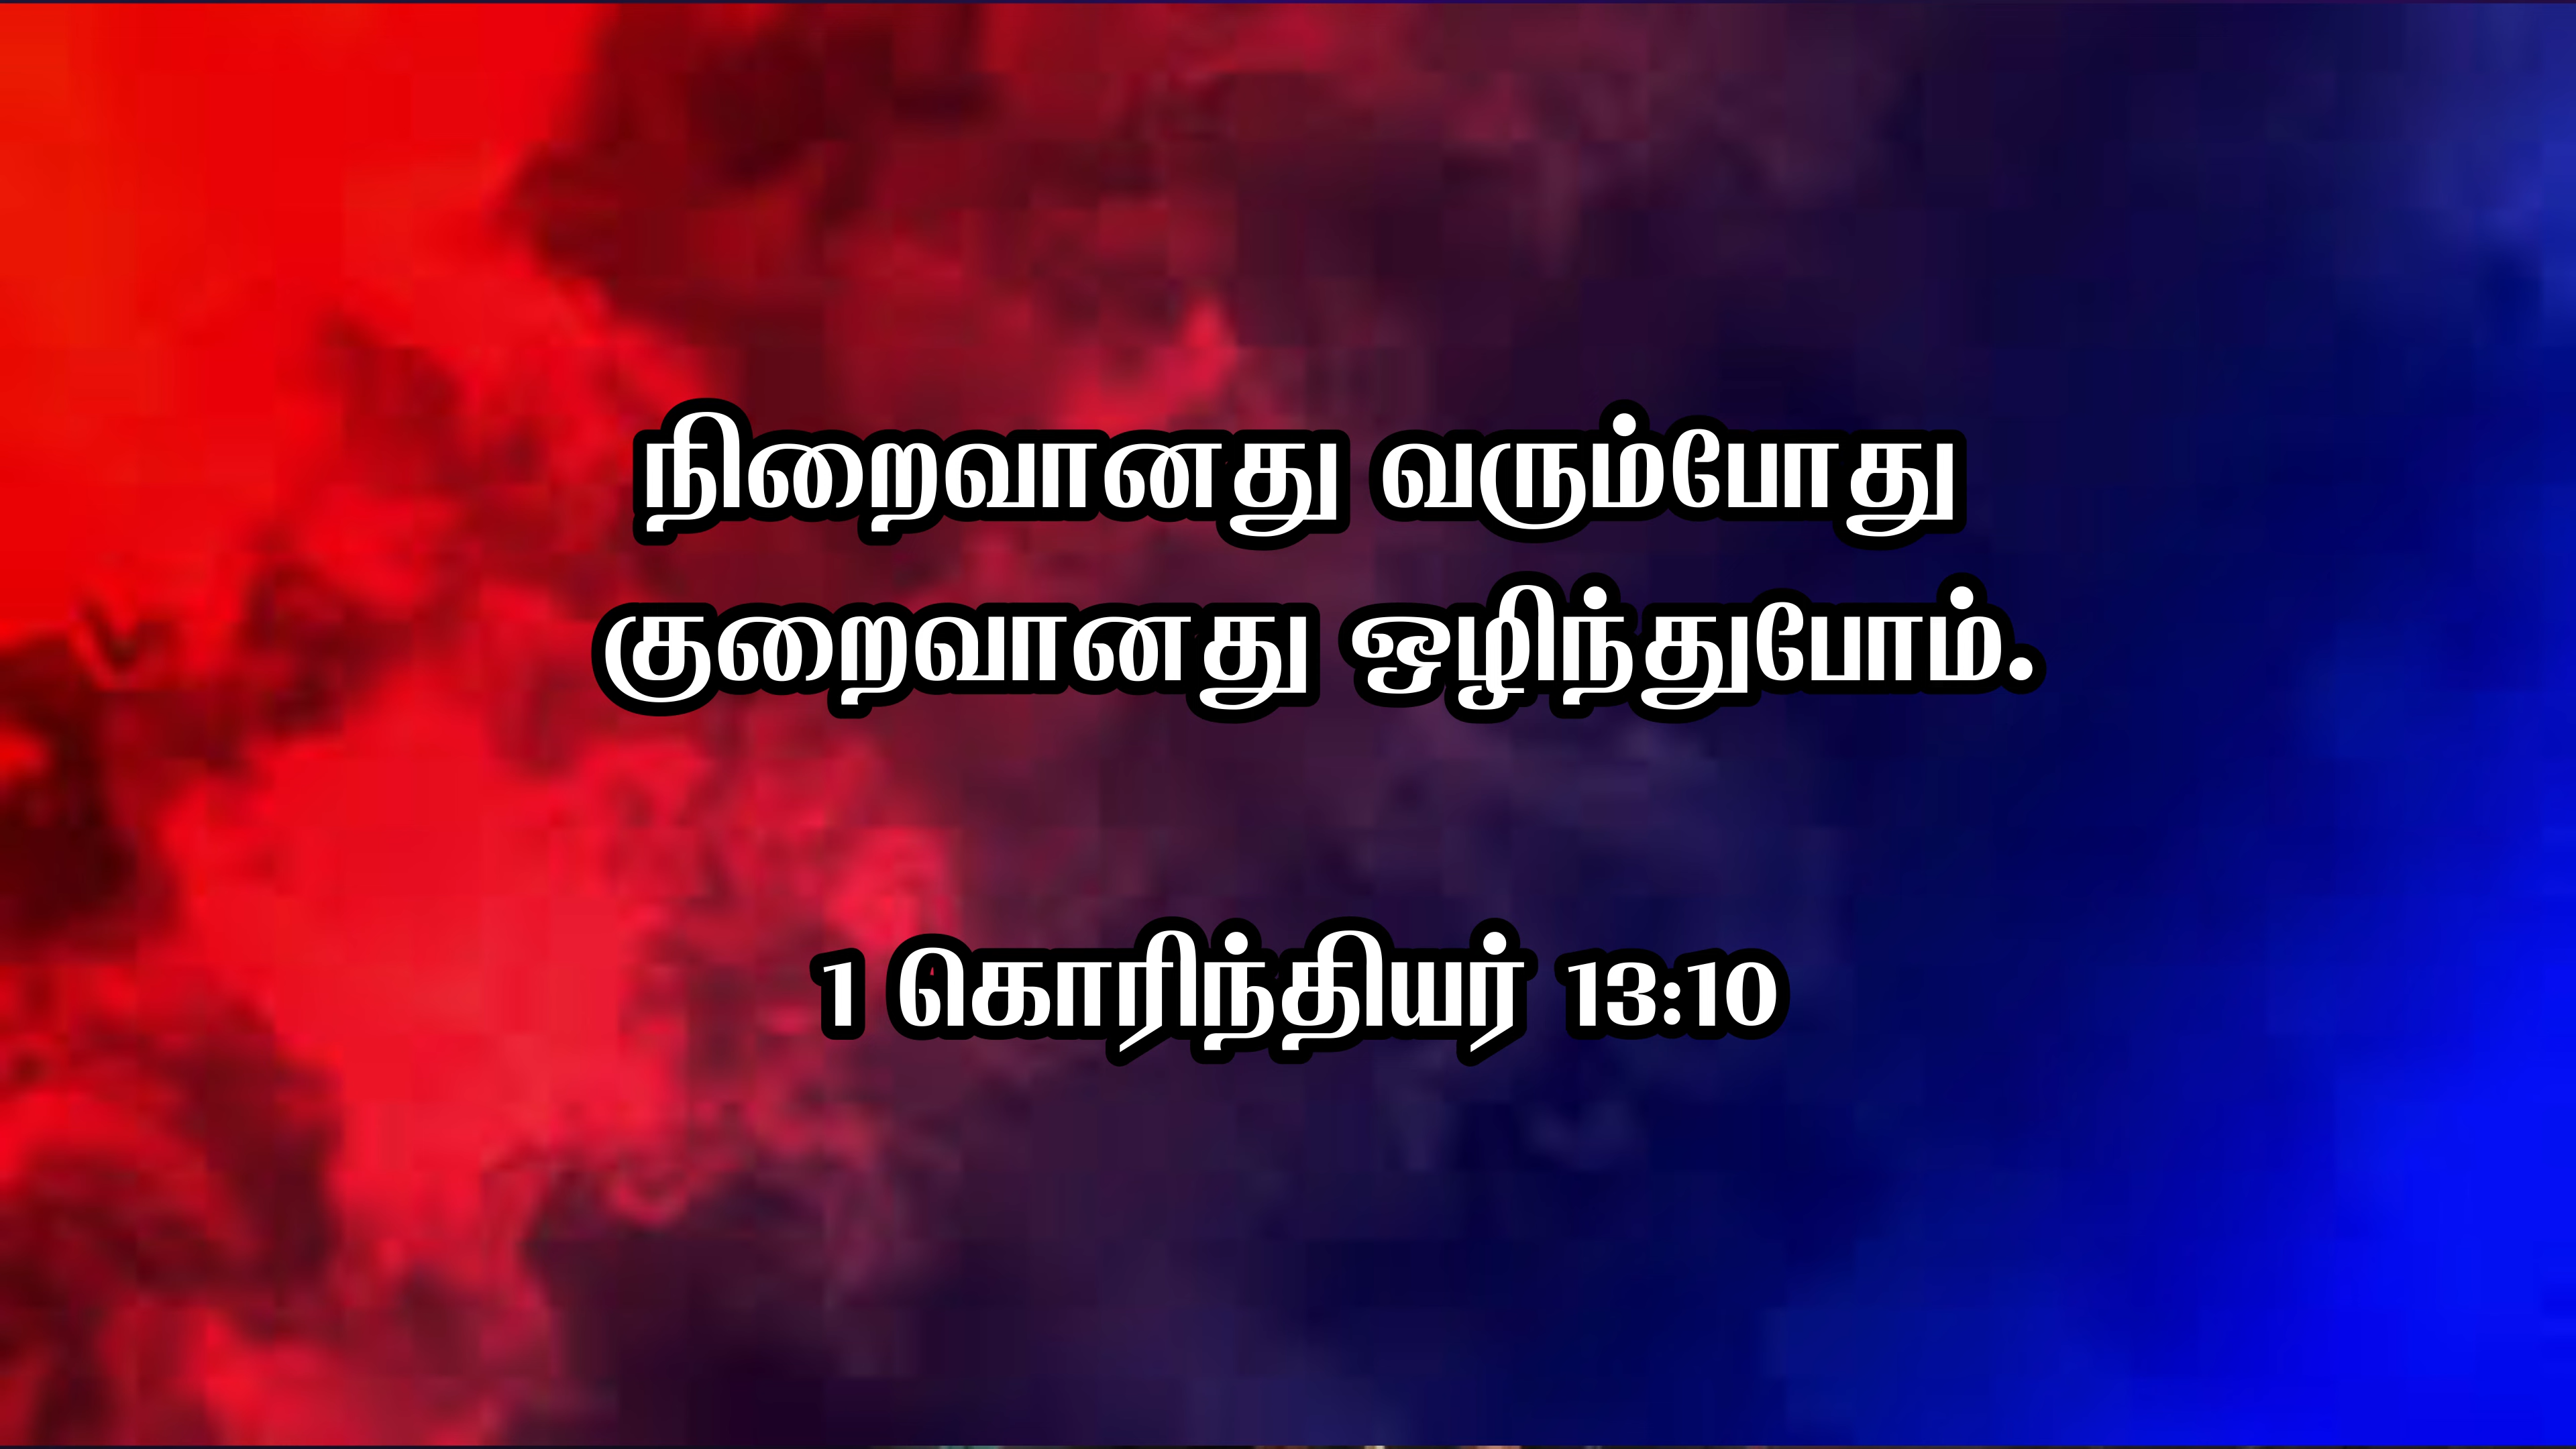 நிறைவானது வரும்போது
குறைவானது ஒழிந்துபோம்.
1 கொரிந்தியர் 13:10